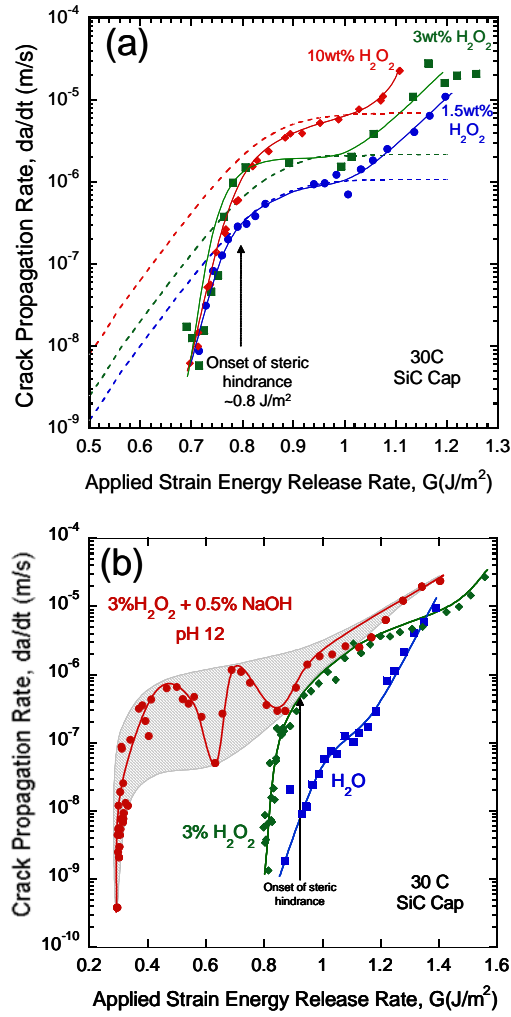 (a)
10wt% H₂O₂
3wt% H₂O₂
1.5wt%
H₂O₂
Onset of steric
hindrance
~0.8 J/m²
30C
SiC Cap
Crack Propagation Rate, da/dt (m/s)
10⁻⁴
10⁻⁵
10⁻⁶
10⁻⁷
10⁻⁸
10⁻⁹
0.5 0.6 0.7 0.8 0.9 1 1.1 1.2 1.3
Applied Strain Energy Release Rate, G(J/m²)
(b)
3%H₂O₂ + 0.5% NaOH
pH 12
H₂O
3% H₂O₂
Onset of steric
hindrance
30 C
SiC Cap
Crack Propagation Rate, da/dt (m/s)
10⁻⁴
10⁻⁵
10⁻⁶
10⁻⁷
10⁻⁸
10⁻⁹
10⁻¹⁰
0.2 0.4 0.6 0.8 1 1.2 1.4 1.6
Applied Strain Energy Release Rate, G(J/m²)